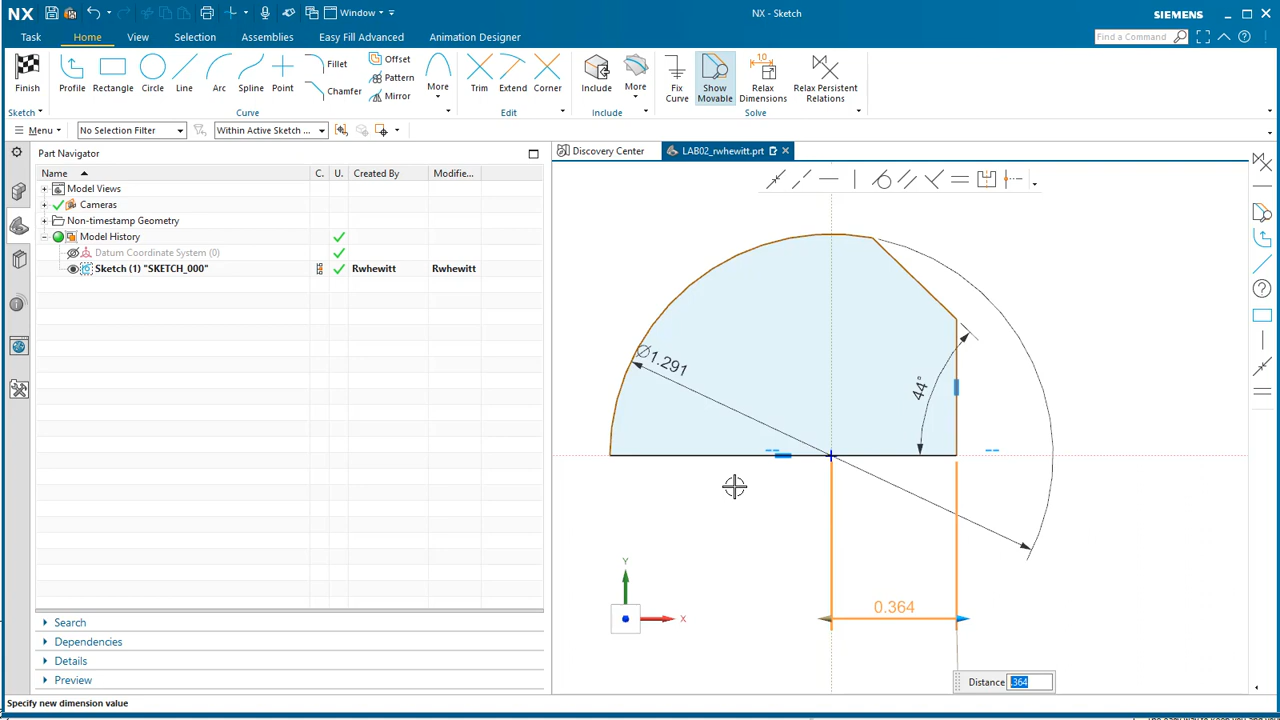 NX
Window
NX - Sketch
SIEMENS
Task
Home
View
Selection
Assemblies
Easy Fill Advanced
Animation Designer
Find a Command
Finish
Profile
Rectangle
Circle
Line
Arc
Spline
Point
Fillet
Chamfer
Offset
Pattern
Mirror
More
Trim
Extend
Corner
Include
More
Fix
Curve
Show
Movable
Relax
Dimensions
Relax Persistent
Relations
Sketch
Curve
Edit
Include
Solve
Menu
No Selection Filter
Within Active Sketch ...
Part Navigator
Discovery Center
LAB02_rwhewitt.prt
Name
C.
U.
Created By
Modifie...
Model Views
Cameras
Non-timestamp Geometry
Model History
Datum Coordinate System (0)
Sketch (1) "SKETCH_000"
Rwhewitt
Rwhewitt
Ø1.291
44°
0.364
Y
X
Distance
.364
Search
Dependencies
Details
Preview
Specify new dimension value